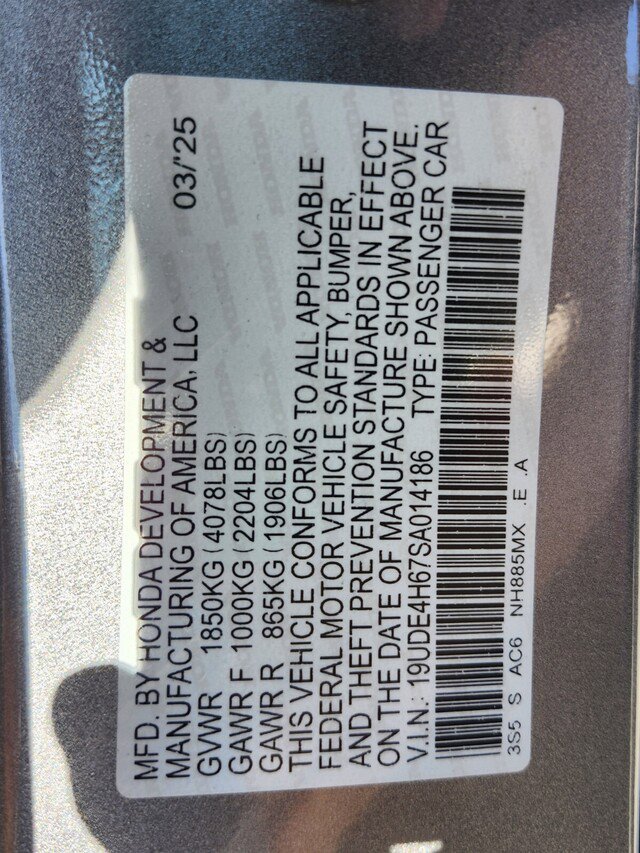 MFD. BY HONDA DEVELOPMENT &
MANUFACTURING OF AMERICA, LLC 03/'25
GVWR 1850KG (4078LBS)
GAWR F 1000KG (2204LBS)
GAWR R 865KG (1906LBS)
THIS VEHICLE CONFORMS TO ALL APPLICABLE
FEDERAL MOTOR VEHICLE SAFETY, BUMPER,
AND THEFT PREVENTION STANDARDS IN EFFECT
ON THE DATE OF MANUFACTURE SHOWN ABOVE.
V.I.N.: 19UDE4H67SA014186 TYPE: PASSENGER CAR
3S5 S AC6 NH885MX .E .A